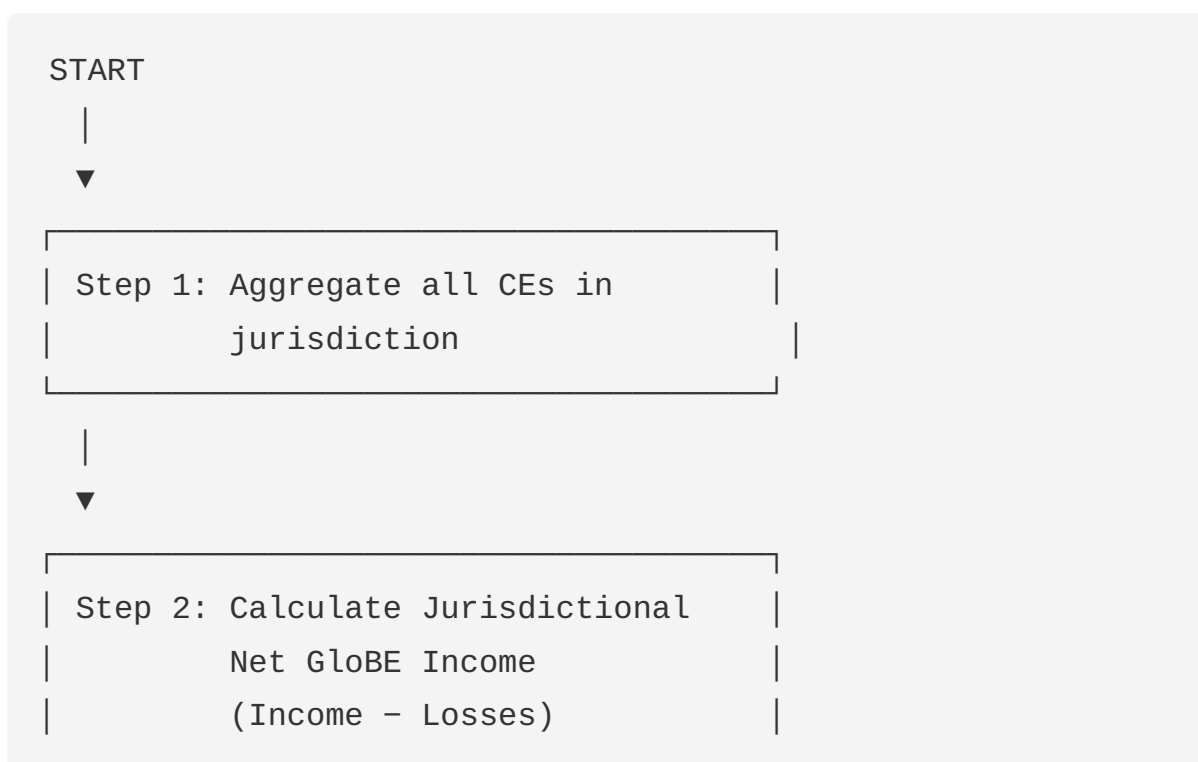 START
Step 1: Aggregate all CEs in
jurisdiction
Step 2: Calculate Jurisdictional
Net GloBE Income
(Income − Losses)